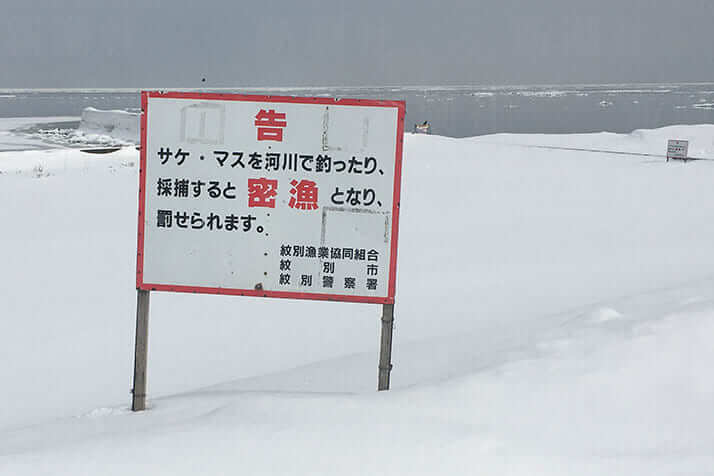 告
サケ・マスを河川で釣ったり、
採捕すると 密漁 となり、
罰せられます。
紋別漁業協同組合
紋別市
紋別警察署